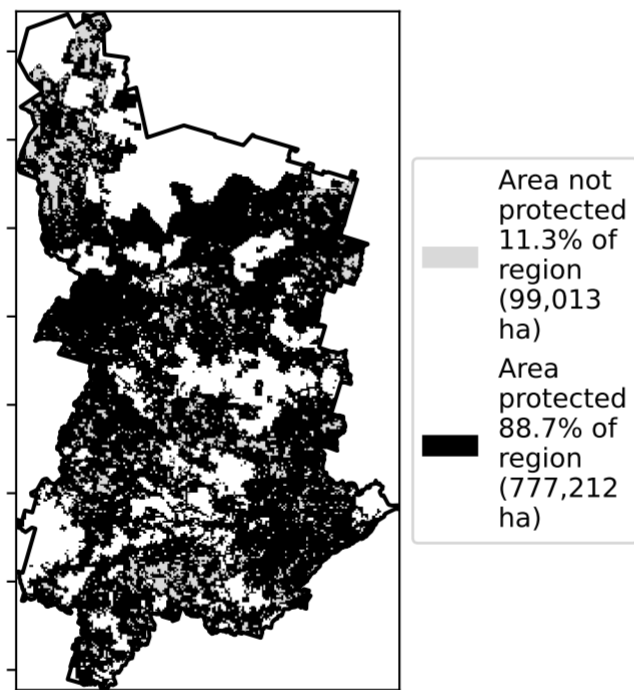 Area not
protected
11.3% of
region
(99,013
ha)
Area
protected
88.7% of
region
(777,212
ha)